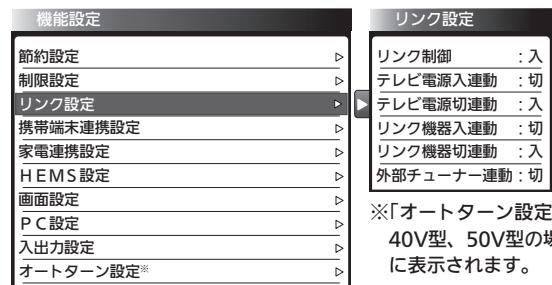 機能設定
節約設定
制限設定
リンク設定
携帯端末連携設定
家電連携設定
HEMS設定
画面設定
PC設定
入出力設定
オートターン設定※
リンク設定
リンク制御 :入
テレビ電源入連動 :切
テレビ電源切連動 :入
リンク機器入連動 :切
リンク機器切連動 :入
外部チューナー連動:切
※「オートターン設定
40V型、50V型の場
に表示されます。